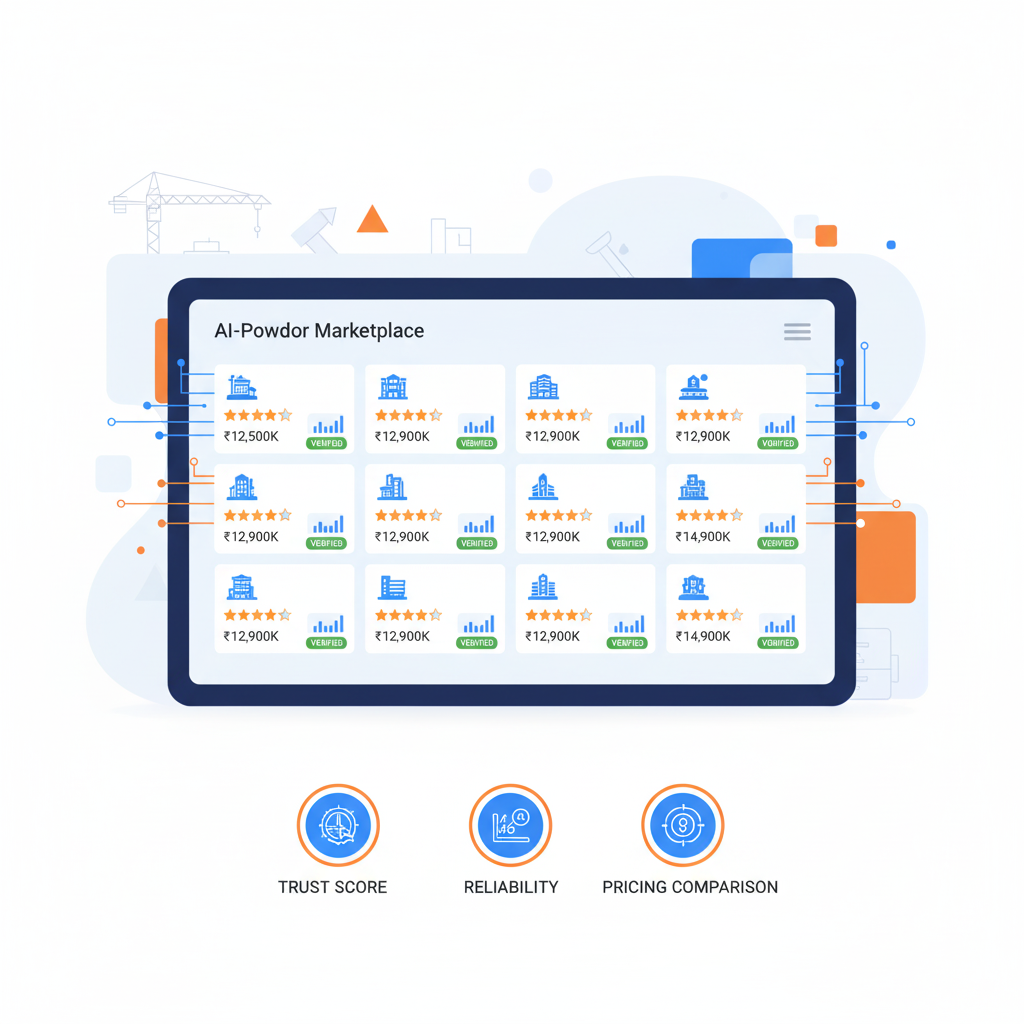 AI-Powdor Marketplace
₹12,500K
VERIFIED
₹12,900K
VERIFIED
₹12,900K
VERIFIED
₹12,900K
VERIFIED
₹12,900K
VERIFIED
₹12,900K
VERIFIED
₹12,900K
VERIFIED
₹14,900K
VERIFIED
₹12,900K
VERIFIED
₹12,900K
₹12,900K
VERIFIED
₹14,900K
TRUST SCORE
RELIABILITY
PRICING COMPARISON